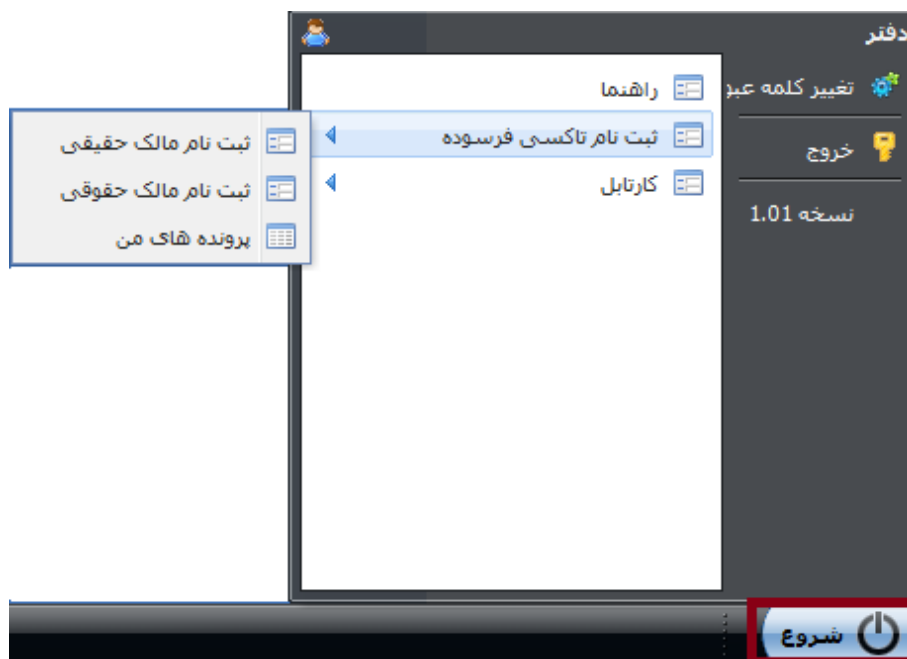 دفتر
تغییر کلمه عبو
خروج
نسخه 1.01
راهنما
ثبت نام تاکسی فرسوده
کارتابل
ثبت نام مالک حقیقی
ثبت نام مالک حقوقی
پرونده های من
شروع